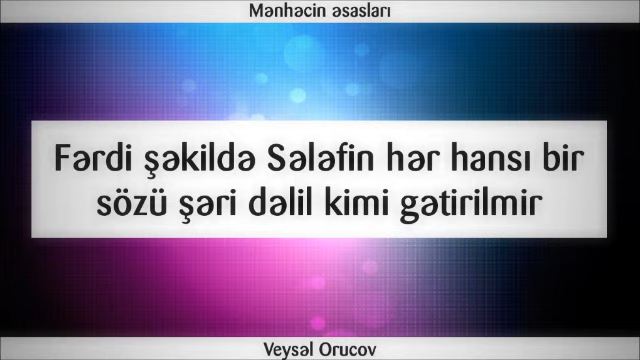 Mənhəcin əsasları
Fərdi şəkildə Sələfin hər hansı bir
sözü şəri dəlil kimi gətirilmir
Veysəl Orucov